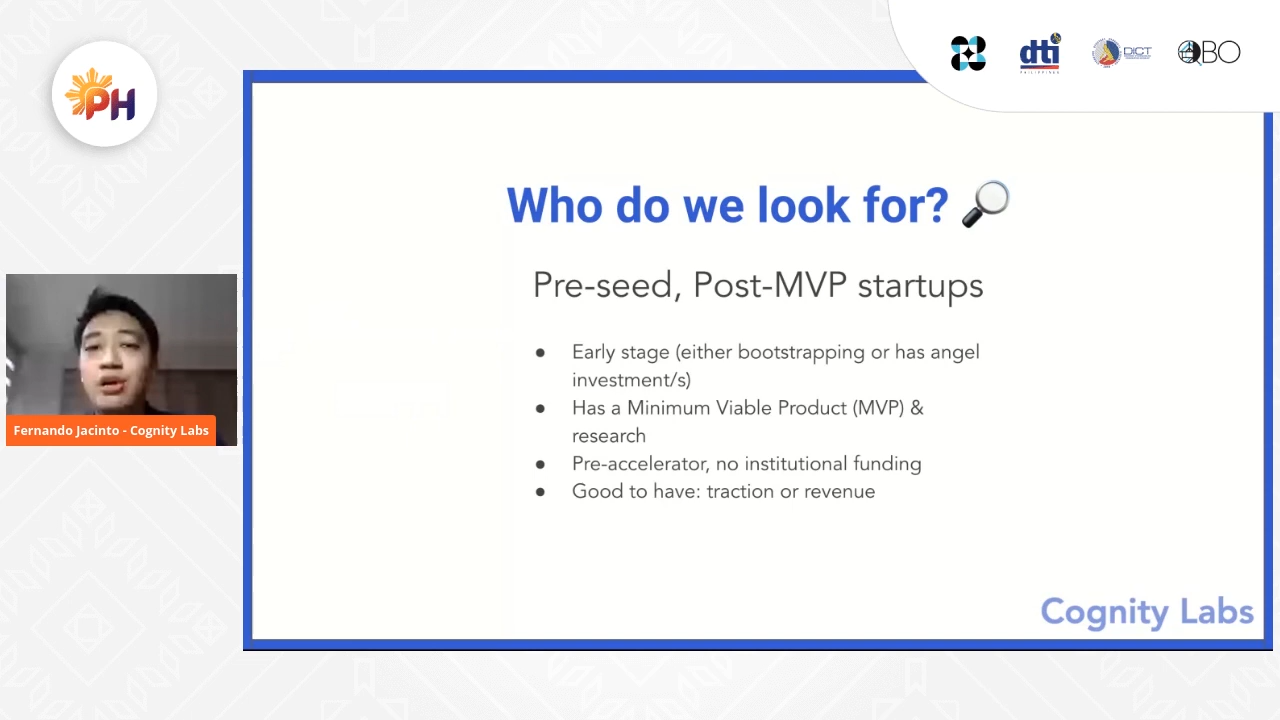 PH
dti
PHILIPPINES
DICT
QBO
Who do we look for?
Pre-seed, Post-MVP startups
● Early stage (either bootstrapping or has angel
investment/s)
● Has a Minimum Viable Product (MVP) &
research
● Pre-accelerator, no institutional funding
● Good to have: traction or revenue
Fernando Jacinto - Cognity Labs
Cognity Labs